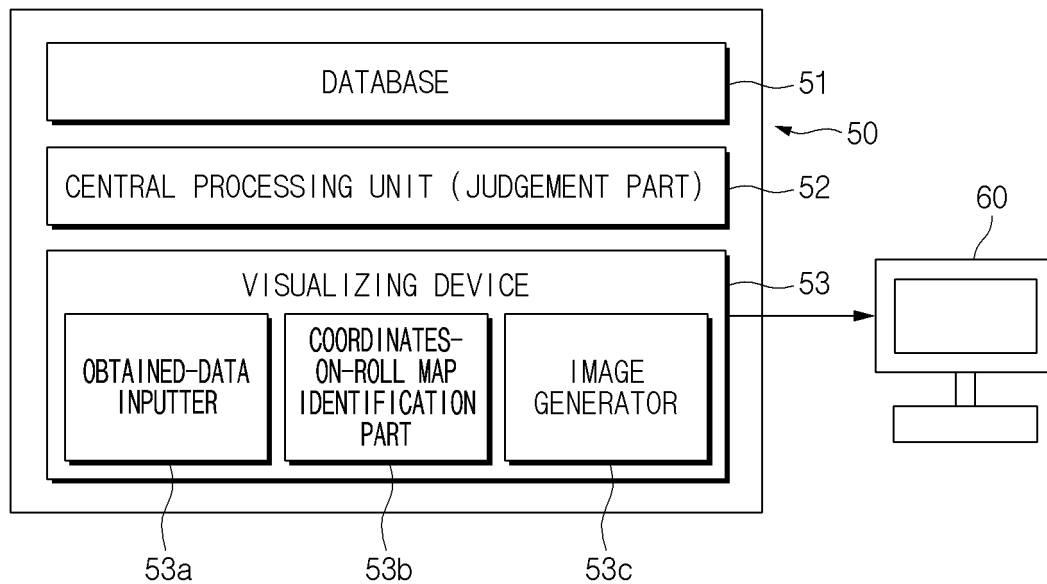 DATABASE
51
50
CENTRAL PROCESSING UNIT (JUDGEMENT PART)
52
60
VISUALIZING DEVICE
53
OBTAINED-DATA
INPUTTER
COORDINATES-
ON-ROLL MAP
IDENTIFICATION
PART
IMAGE
GENERATOR
53a
53b
53c